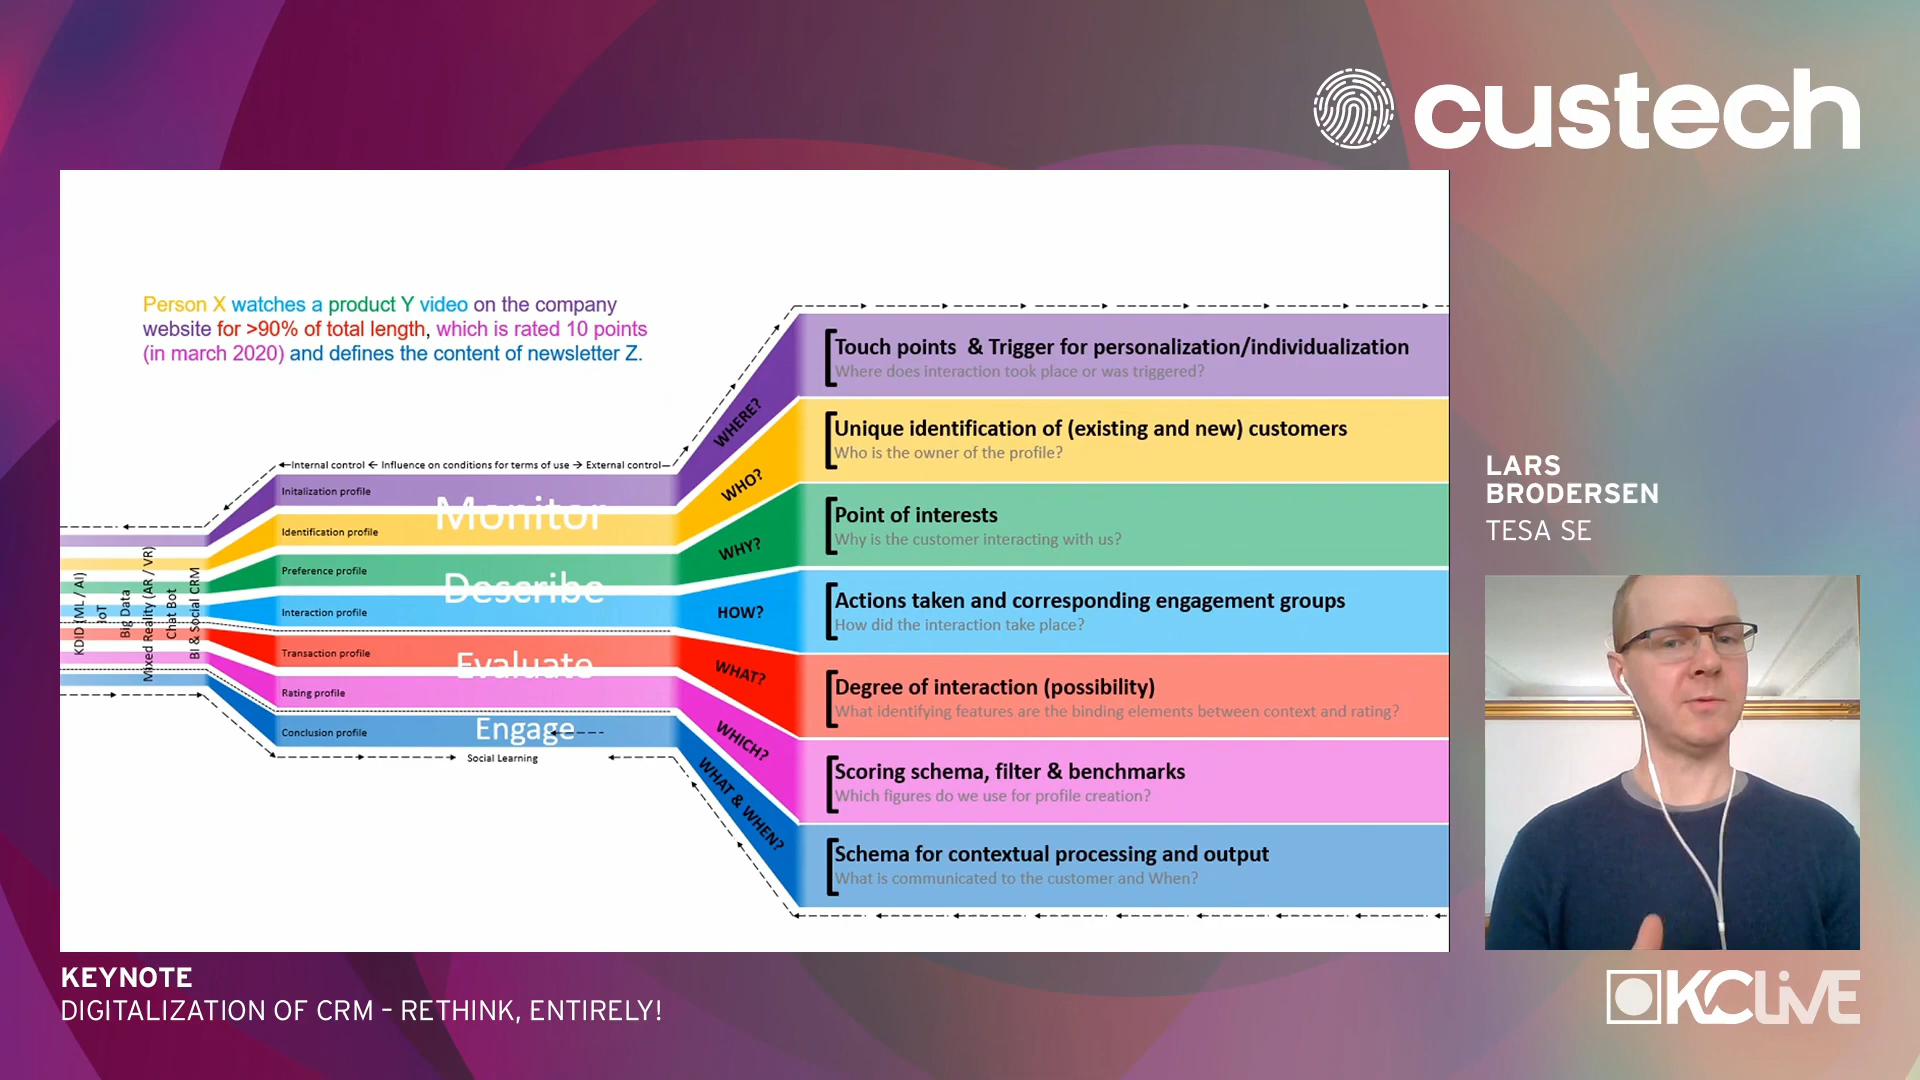 custech
Person X watches a product Y video on the company
website for >90% of total length, which is rated 10 points
(in march 2020) and defines the content of newsletter Z.
Internal control
Influence on conditions for terms of use
External control
Initalization profile
Identification profile
Preference profile
Interaction profile
Transaction profile
Rating profile
Conclusion profile
Monitor
Describe
Evaluate
Engage
Social Learning
KDID (ML / AI)
IoT
Big Data
Mixed Reality (AR / VR)
Chat Bot
BI & Social CRM
WHERE?
Touch points & Trigger for personalization/individualization
Where does interaction took place or was triggered?
WHO?
Unique identification of (existing and new) customers
Who is the owner of the profile?
WHY?
Point of interests
Why is the customer interacting with us?
HOW?
Actions taken and corresponding engagement groups
How did the interaction take place?
WHAT?
Degree of interaction (possibility)
What identifying features are the binding elements between context and rating?
WHICH?
Scoring schema, filter & benchmarks
Which figures do we use for profile creation?
WHAT & WHEN?
Schema for contextual processing and output
What is communicated to the customer and When?
LARS
BRODERSEN
TESA SE
KEYNOTE
DIGITALIZATION OF CRM - RETHINK, ENTIRELY!
KCLIVE